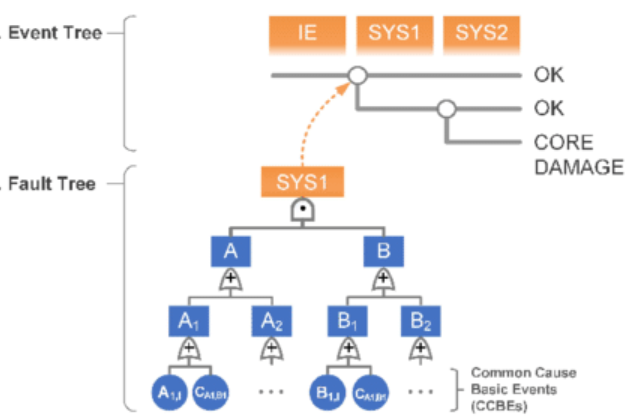 . Event Tree
IE
SYS1
SYS2
OK
OK
CORE
DAMAGE
. Fault Tree
SYS1
A
B
+
+
A1
A2
B1
B2
+
+
+
+
A1,I
CA1,B1
...
B1,I
CA1,B1
...
Common Cause
Basic Events
(CCBEs)